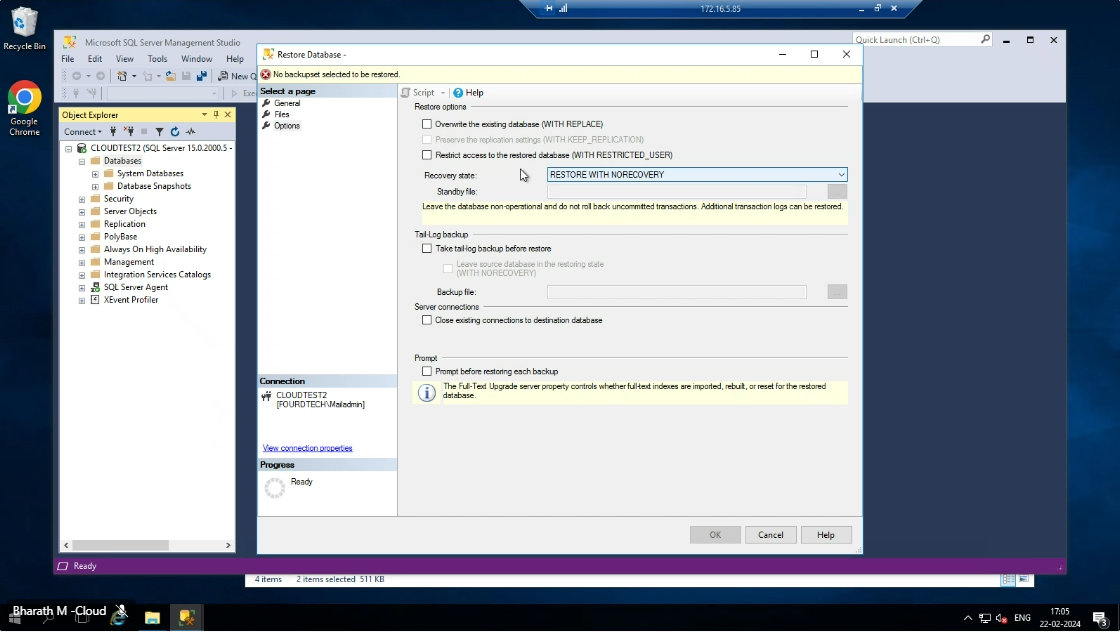 172.16.5.85
Recycle Bin
Google
Chrome
Microsoft SQL Server Management Studio
Quick Launch (Ctrl+Q)
File Edit View Tools Window Help
New Q
Exe
Object Explorer
Connect
CLOUDTEST2 (SQL Server 15.0.2000.5 -
Databases
System Databases
Database Snapshots
Security
Server Objects
Replication
PolyBase
Always On High Availability
Management
Integration Services Catalogs
SQL Server Agent
XEvent Profiler
Ready
Restore Database -
No backupset selected to be restored.
Select a page
General
Files
Options
Connection
CLOUDTEST2
[FOURDTECH\Mailadmin]
View connection properties
Progress
Ready
Script Help
Restore options
Overwrite the existing database (WITH REPLACE)
Preserve the replication settings (WITH KEEP_REPLICATION)
Restrict access to the restored database (WITH RESTRICTED_USER)
Recovery state: RESTORE WITH NORECOVERY
Standby file:
Leave the database non-operational and do not roll back uncommitted transactions. Additional transaction logs can be restored.
Tail-Log backup
Take tail-log backup before restore
Leave source database in the restoring state
(WITH NORECOVERY)
Backup file:
Server connections
Close existing connections to destination database
Prompt
Prompt before restoring each backup
The Full-Text Upgrade server property controls whether full-text indexes are imported, rebuilt, or reset for the restored
database.
OK Cancel Help
4 items 2 items selected 511 KB
Bharath M -Cloud
ENG
17:05
22-02-2024
3